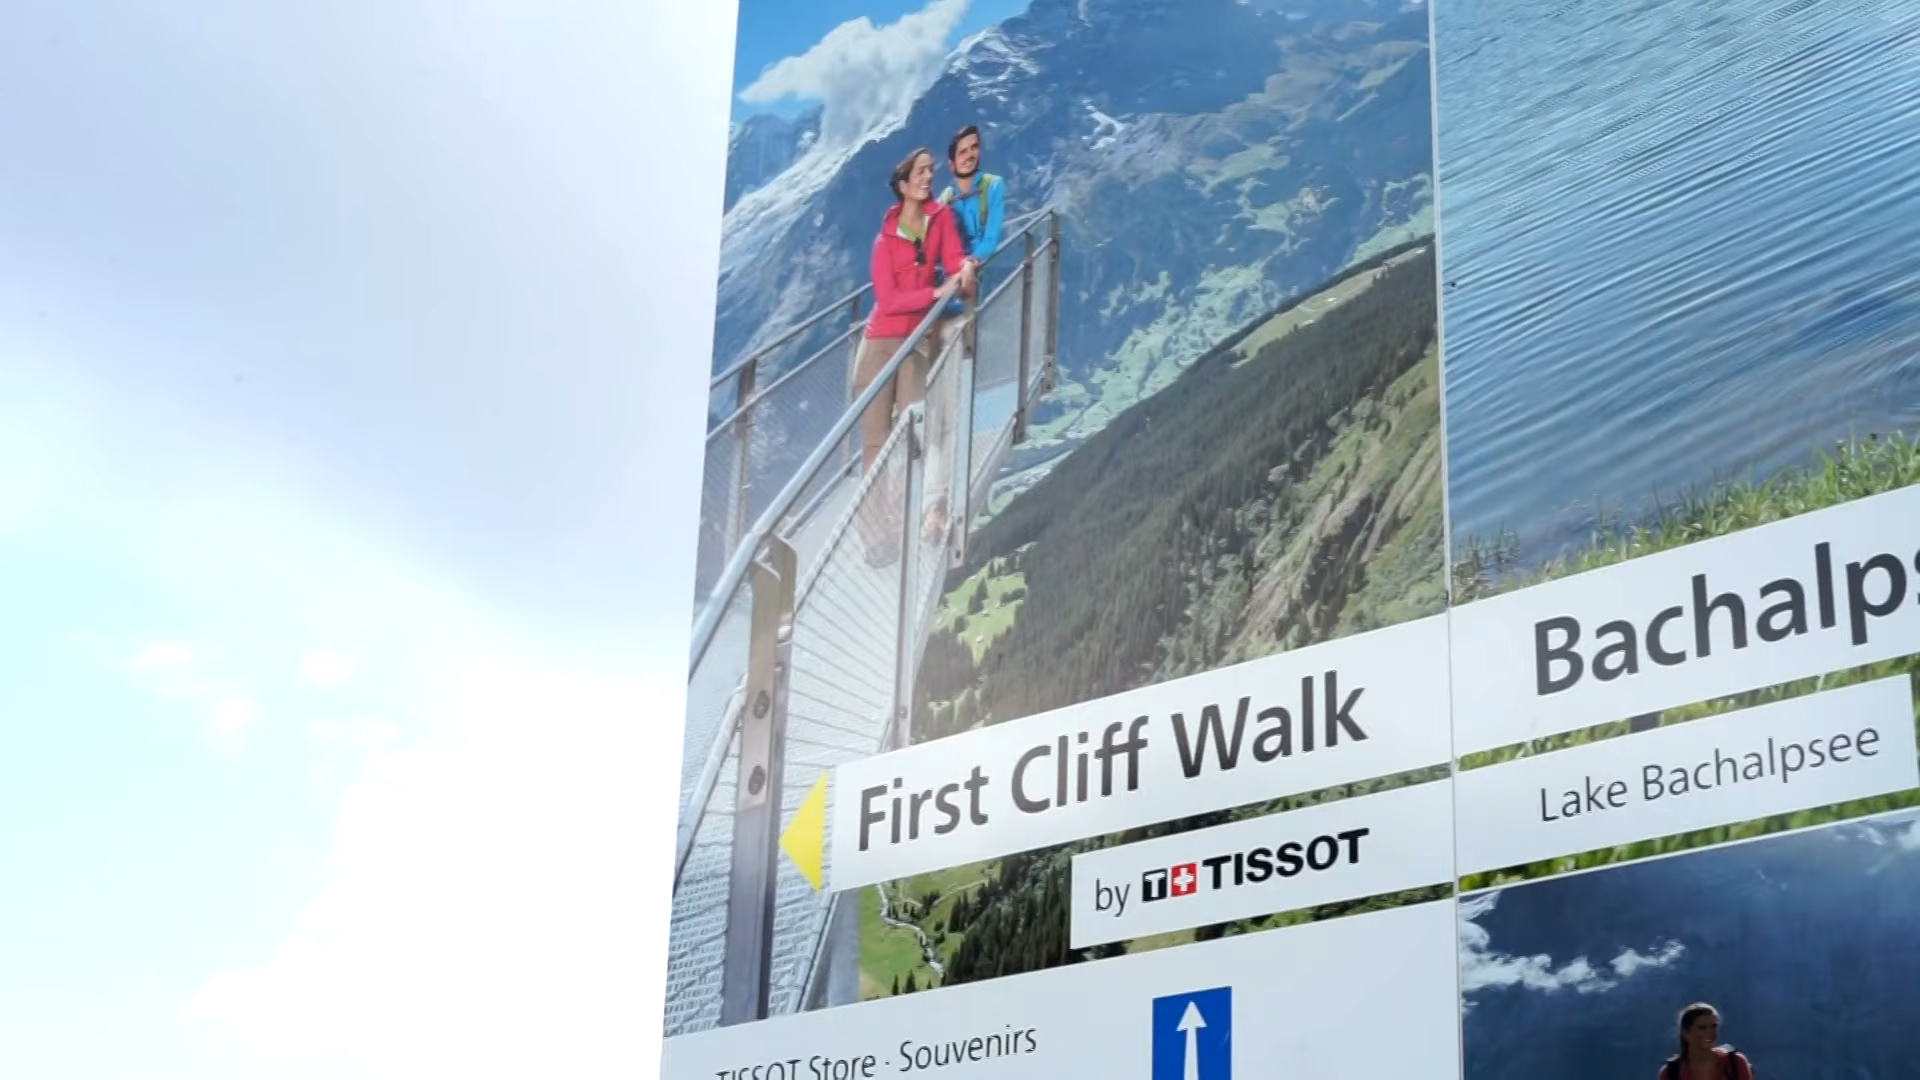 First Cliff Walk
by T+ TISSOT
TISSOT Store · Souvenirs
Bachalps
Lake Bachalpsee